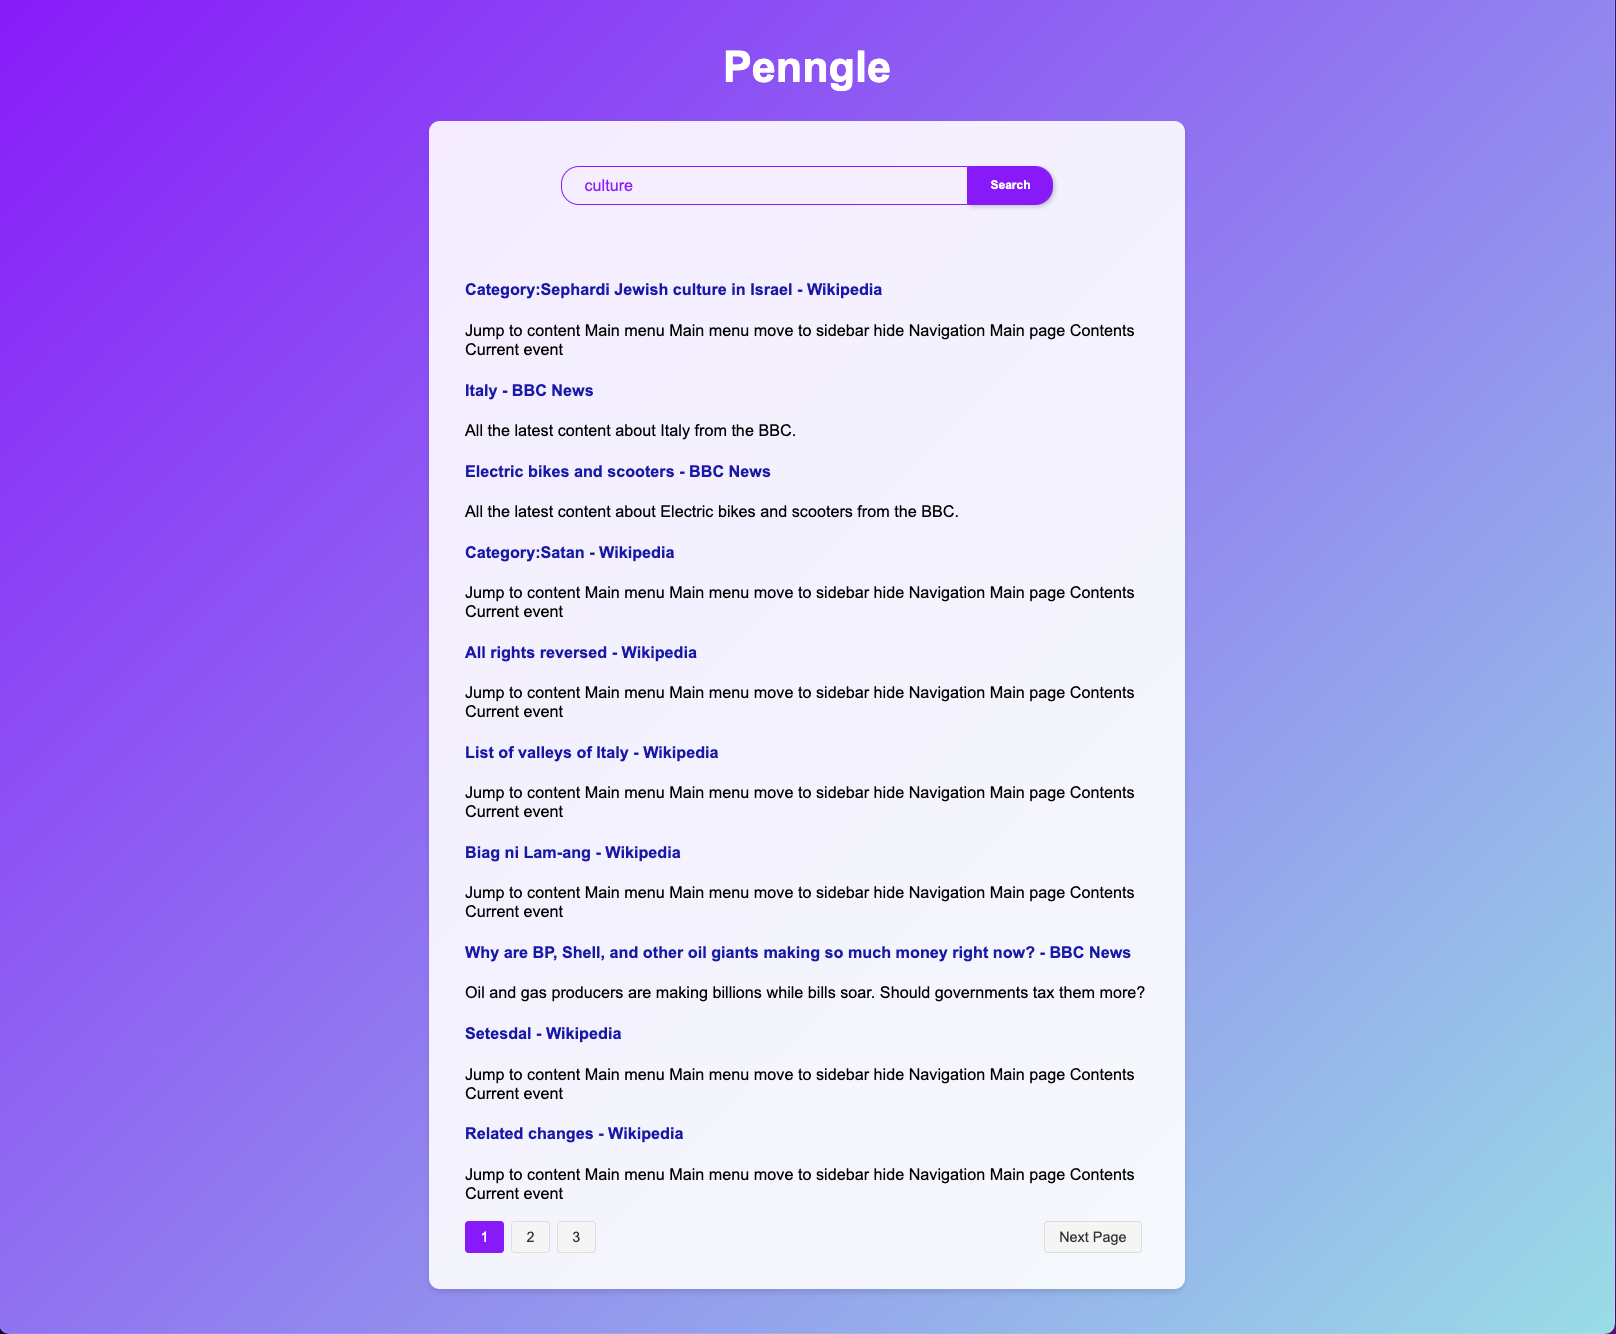 Penngle
culture
Search
Category:Sephardi Jewish culture in Israel - Wikipedia
Jump to content Main menu Main menu move to sidebar hide Navigation Main page Contents
Current event
Italy - BBC News
All the latest content about Italy from the BBC.
Electric bikes and scooters - BBC News
All the latest content about Electric bikes and scooters from the BBC.
Category:Satan - Wikipedia
Jump to content Main menu Main menu move to sidebar hide Navigation Main page Contents
Current event
All rights reversed - Wikipedia
Jump to content Main menu Main menu move to sidebar hide Navigation Main page Contents
Current event
List of valleys of Italy - Wikipedia
Jump to content Main menu Main menu move to sidebar hide Navigation Main page Contents
Current event
Biag ni Lam-ang - Wikipedia
Jump to content Main menu Main menu move to sidebar hide Navigation Main page Contents
Current event
Why are BP, Shell, and other oil giants making so much money right now? - BBC News
Oil and gas producers are making billions while bills soar. Should governments tax them more?
Setesdal - Wikipedia
Jump to content Main menu Main menu move to sidebar hide Navigation Main page Contents
Current event
Related changes - Wikipedia
Jump to content Main menu Main menu move to sidebar hide Navigation Main page Contents
Current event
1 2 3 Next Page